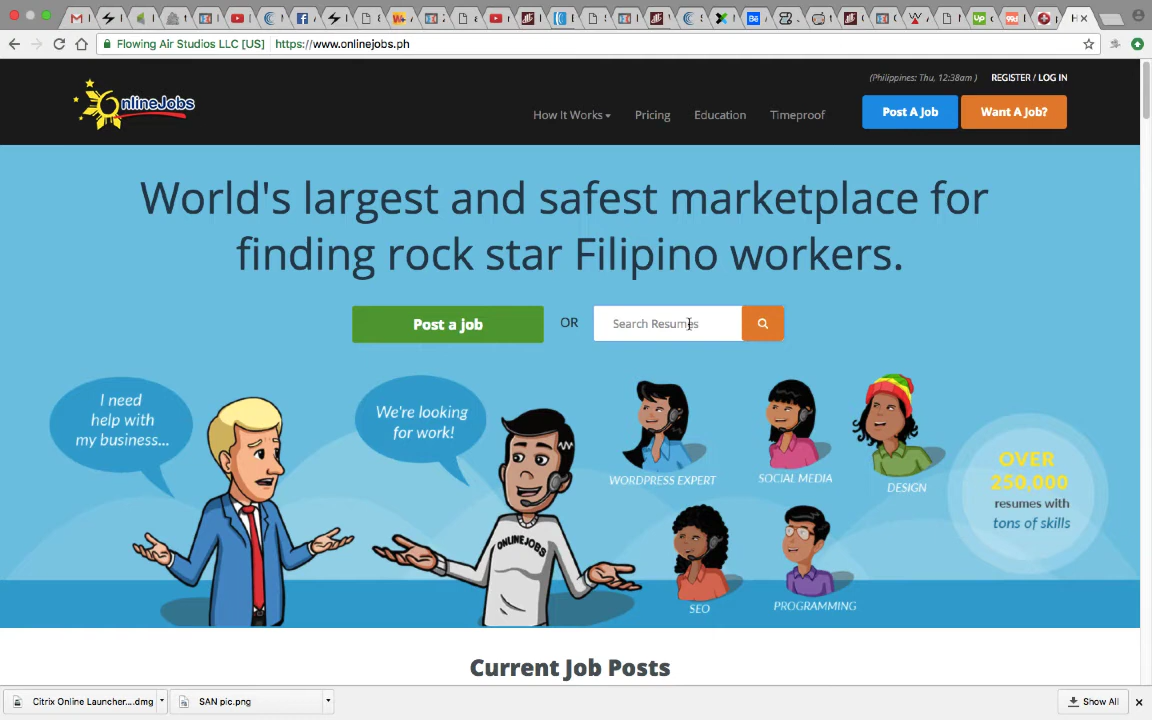 Flowing Air Studios LLC [US]
https://www.onlinejobs.ph
(Philippines: Thu, 12:38am )
REGISTER / LOG IN
nlineJobs
How It Works
Pricing
Education
Timeproof
Post A Job
Want A Job?
World's largest and safest marketplace for
finding rock star Filipino workers.
Post a job
OR
Search Resumes
I need
help with
my business...
We're looking
for work!
WORDPRESS EXPERT
SOCIAL MEDIA
DESIGN
OVER
250,000
resumes with
tons of skills
ONLINEJOBS
SEO
PROGRAMMING
Current Job Posts
Citrix Online Launcher....dmg
SAN pic.png
Show All